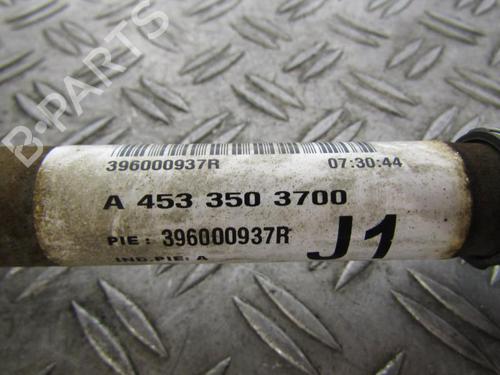 B-PARTS
396000937R 07:30:44
A 453 350 3700
PIE : 396000937R J1
IND.PIE: A